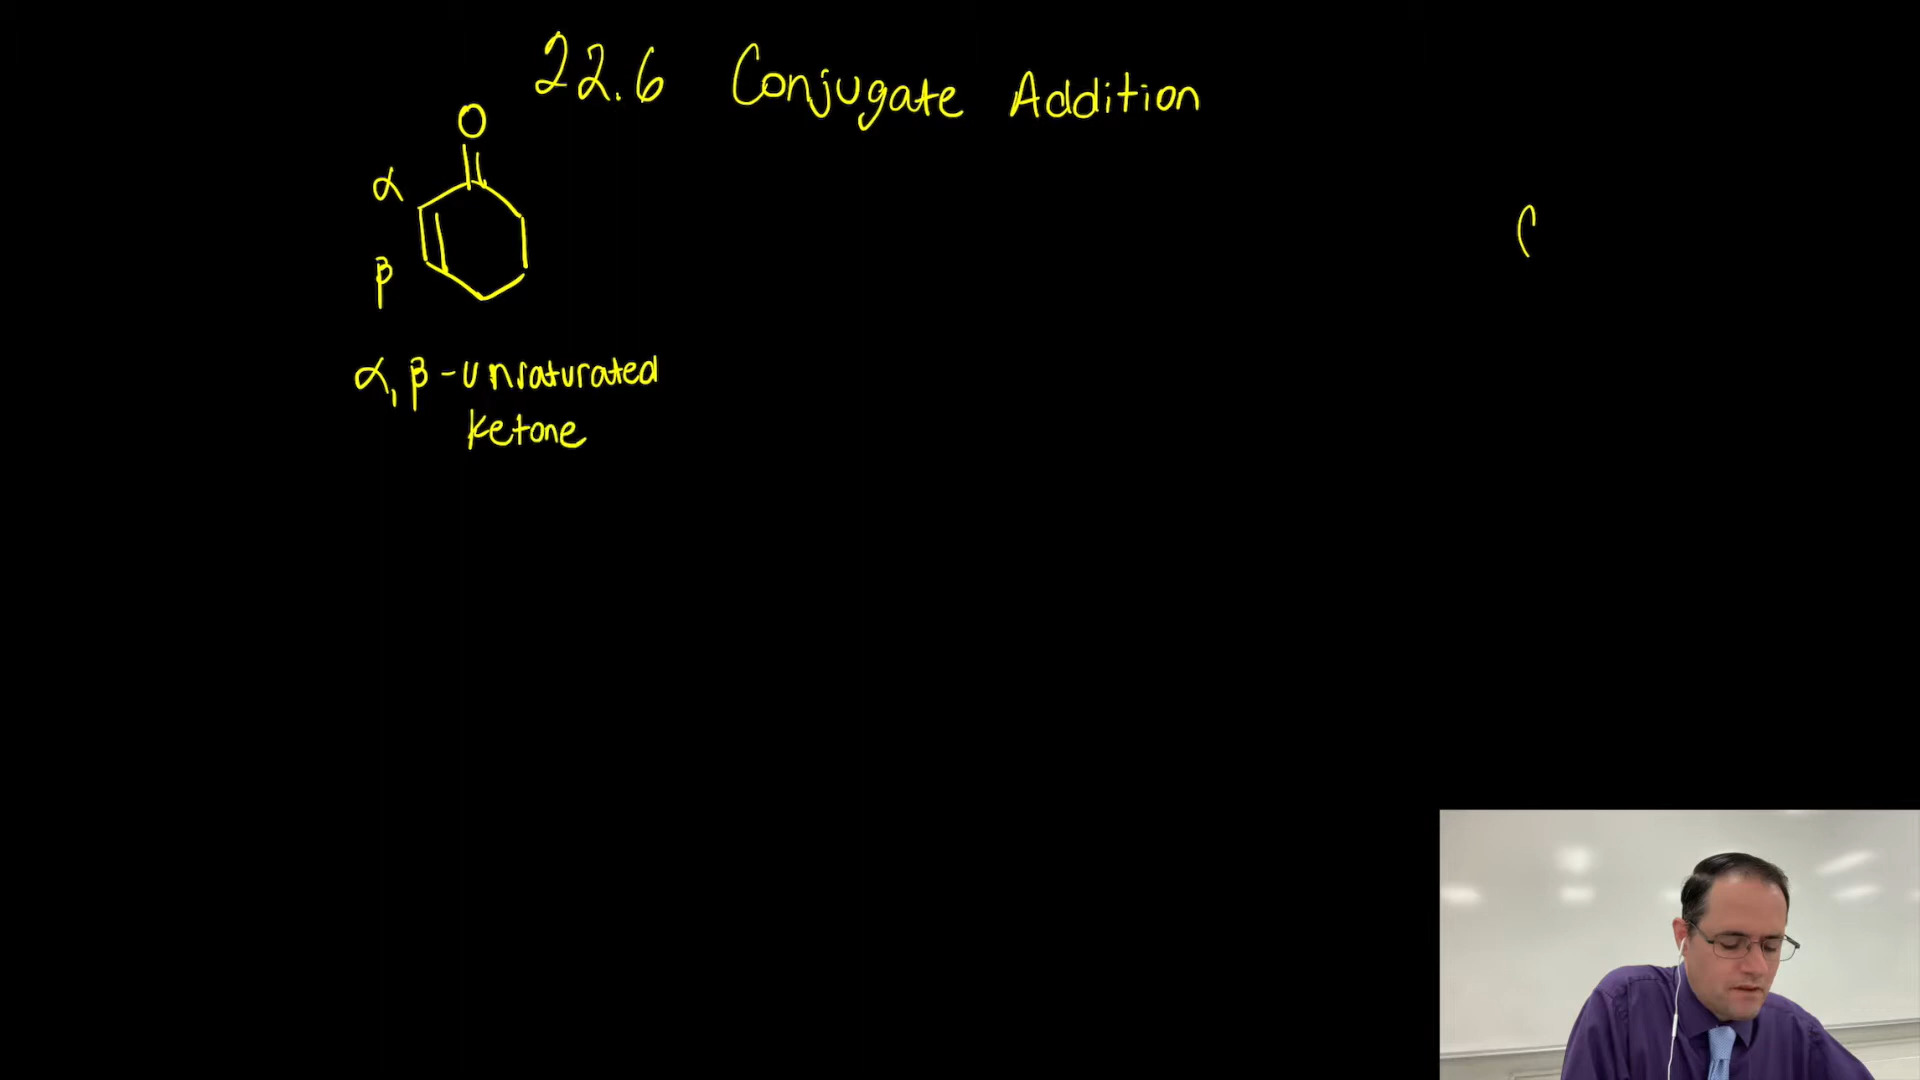 22.6 Conjugate Addition
O
α
β
α, β-unsaturated
ketone